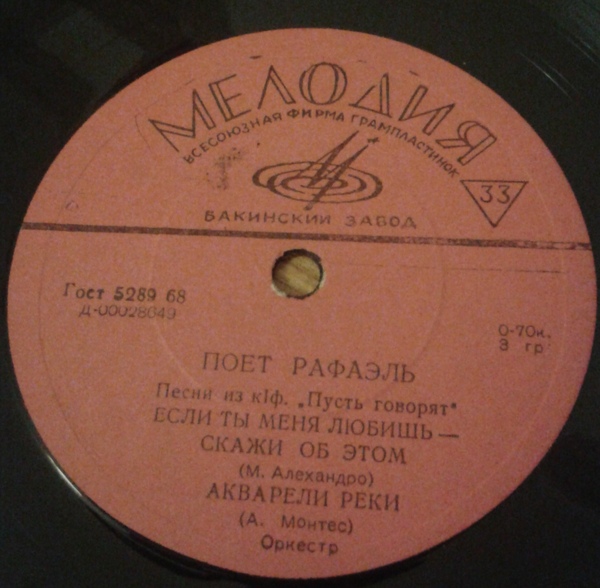 МЕЛОДИЯ
ВСЕСОЮЗНАЯ ФИРМА ГРАМПЛАСТИНОК
33
БАКИНСКИЙ ЗАВОД
Гост 5289 68
Д-00028049
0-70к.
3 гр
ПОЕТ РАФАЭЛЬ
Песни из к|ф. „Пусть говорят"
ЕСЛИ ТЫ МЕНЯ ЛЮБИШЬ —
СКАЖИ ОБ ЭТОМ
(М. Алехандро)
АКВАРЕЛИ РЕКИ
(А. Монтес)
Оркестр